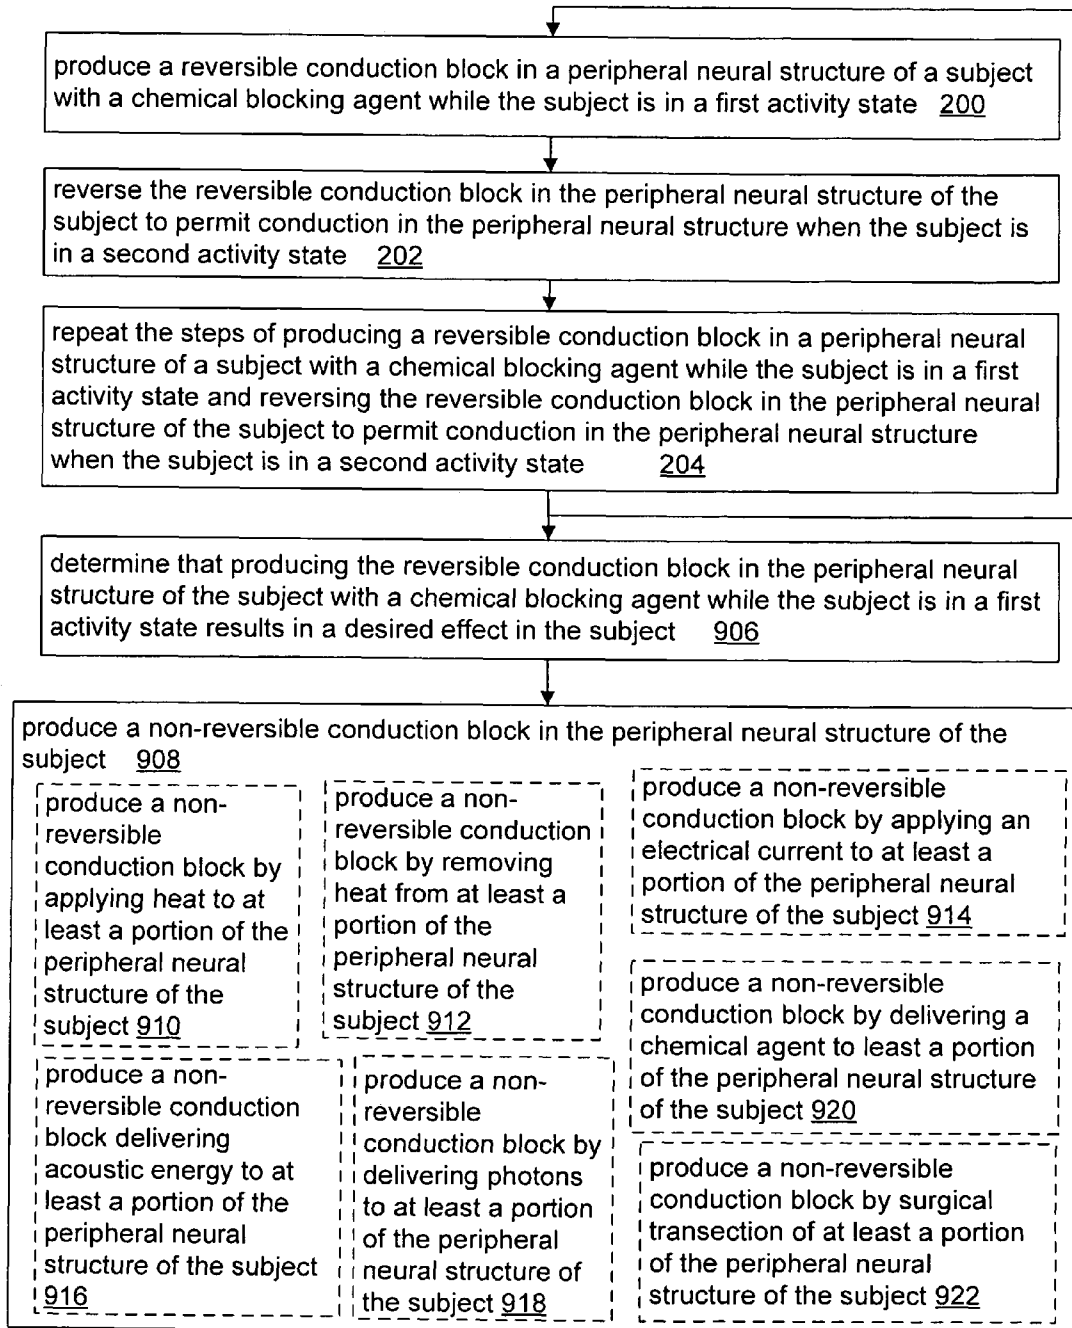 produce a reversible conduction block in a peripheral neural structure of a subject
with a chemical blocking agent while the subject is in a first activity state 200
reverse the reversible conduction block in the peripheral neural structure of the
subject to permit conduction in the peripheral neural structure when the subject is
in a second activity state 202
repeat the steps of producing a reversible conduction block in a peripheral neural
structure of a subject with a chemical blocking agent while the subject is in a first
activity state and reversing the reversible conduction block in the peripheral neural
structure of the subject to permit conduction in the peripheral neural structure
when the subject is in a second activity state 204
determine that producing the reversible conduction block in the peripheral neural
structure of the subject with a chemical blocking agent while the subject is in a first
activity state results in a desired effect in the subject 906
produce a non-reversible conduction block in the peripheral neural structure of the
subject 908
produce a non-
reversible
conduction block by
applying heat to at
least a portion of the
peripheral neural
structure of the
subject 910
produce a non-
reversible conduction
block by removing
heat from at least a
portion of the
peripheral neural
structure of the
subject 912
produce a non-reversible
conduction block by applying an
electrical current to at least a
portion of the peripheral neural
structure of the subject 914
produce a non-
reversible conduction
block delivering
acoustic energy to at
least a portion of the
peripheral neural
structure of the subject
916
produce a non-
reversible
conduction block by
delivering photons
to at least a portion
of the peripheral
neural structure of
the subject 918
produce a non-reversible
conduction block by delivering a
chemical agent to least a portion
of the peripheral neural structure
of the subject 920
produce a non-reversible
conduction block by surgical
transection of at least a portion
of the peripheral neural
structure of the subject 922